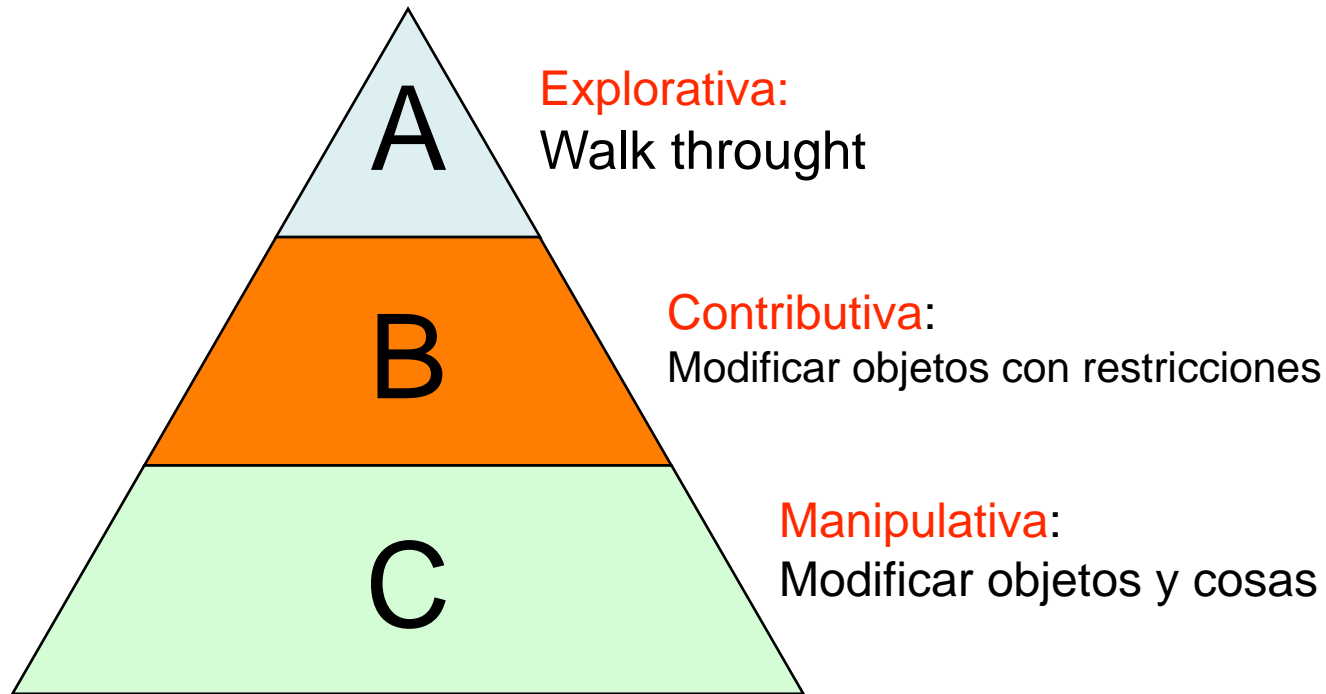 A
Explorativa:
Walk throught
B
Contributiva:
Modificar objetos con restricciones
C
Manipulativa:
Modificar objetos y cosas